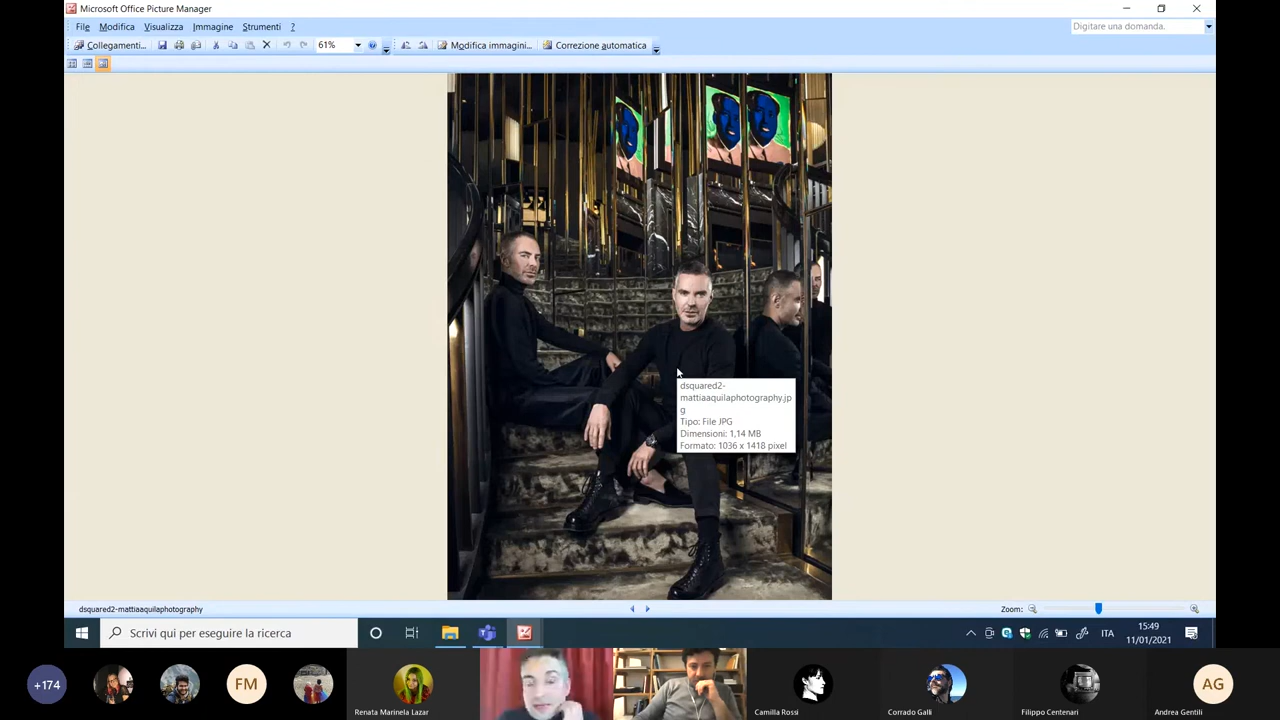 Microsoft Office Picture Manager
File Modifica Visualizza Immagine Strumenti ?
Digitare una domanda.
Collegamenti... 61% Modifica immagini... Correzione automatica
dsquared2-
mattiaaquilaphotography.jp
g
Tipo: File JPG
Dimensioni: 1,14 MB
Formato: 1036 x 1418 pixel
dsquared2-mattiaaquilaphotography
Zoom:
Scrivi qui per eseguire la ricerca
ITA
15:49
11/01/2021
+174
FM
AG
Renata Marinela Lazar
Camilla Rossi
Corrado Galli
Filippo Centenari
Andrea Gentili